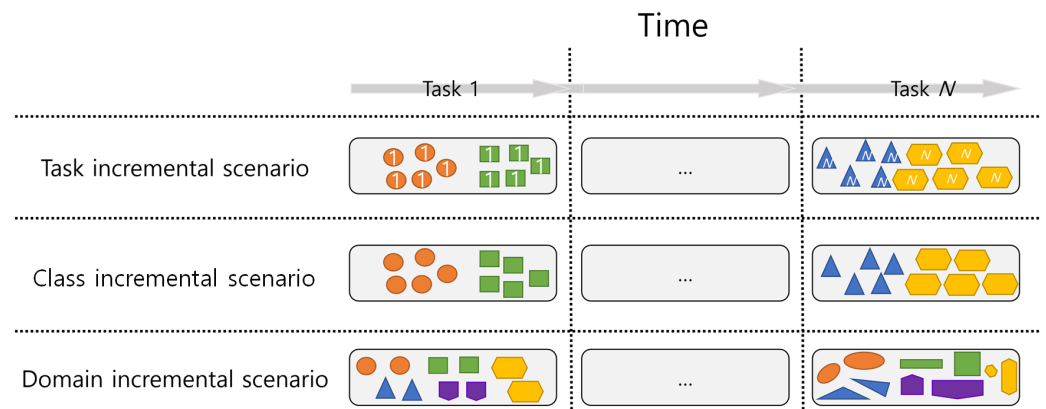 Time
Task 1
Task N
Task incremental scenario
1 1 1 1 1
1 1 1 1 1
...
N N N N N
N N N N N
Class incremental scenario
...
Domain incremental scenario
...